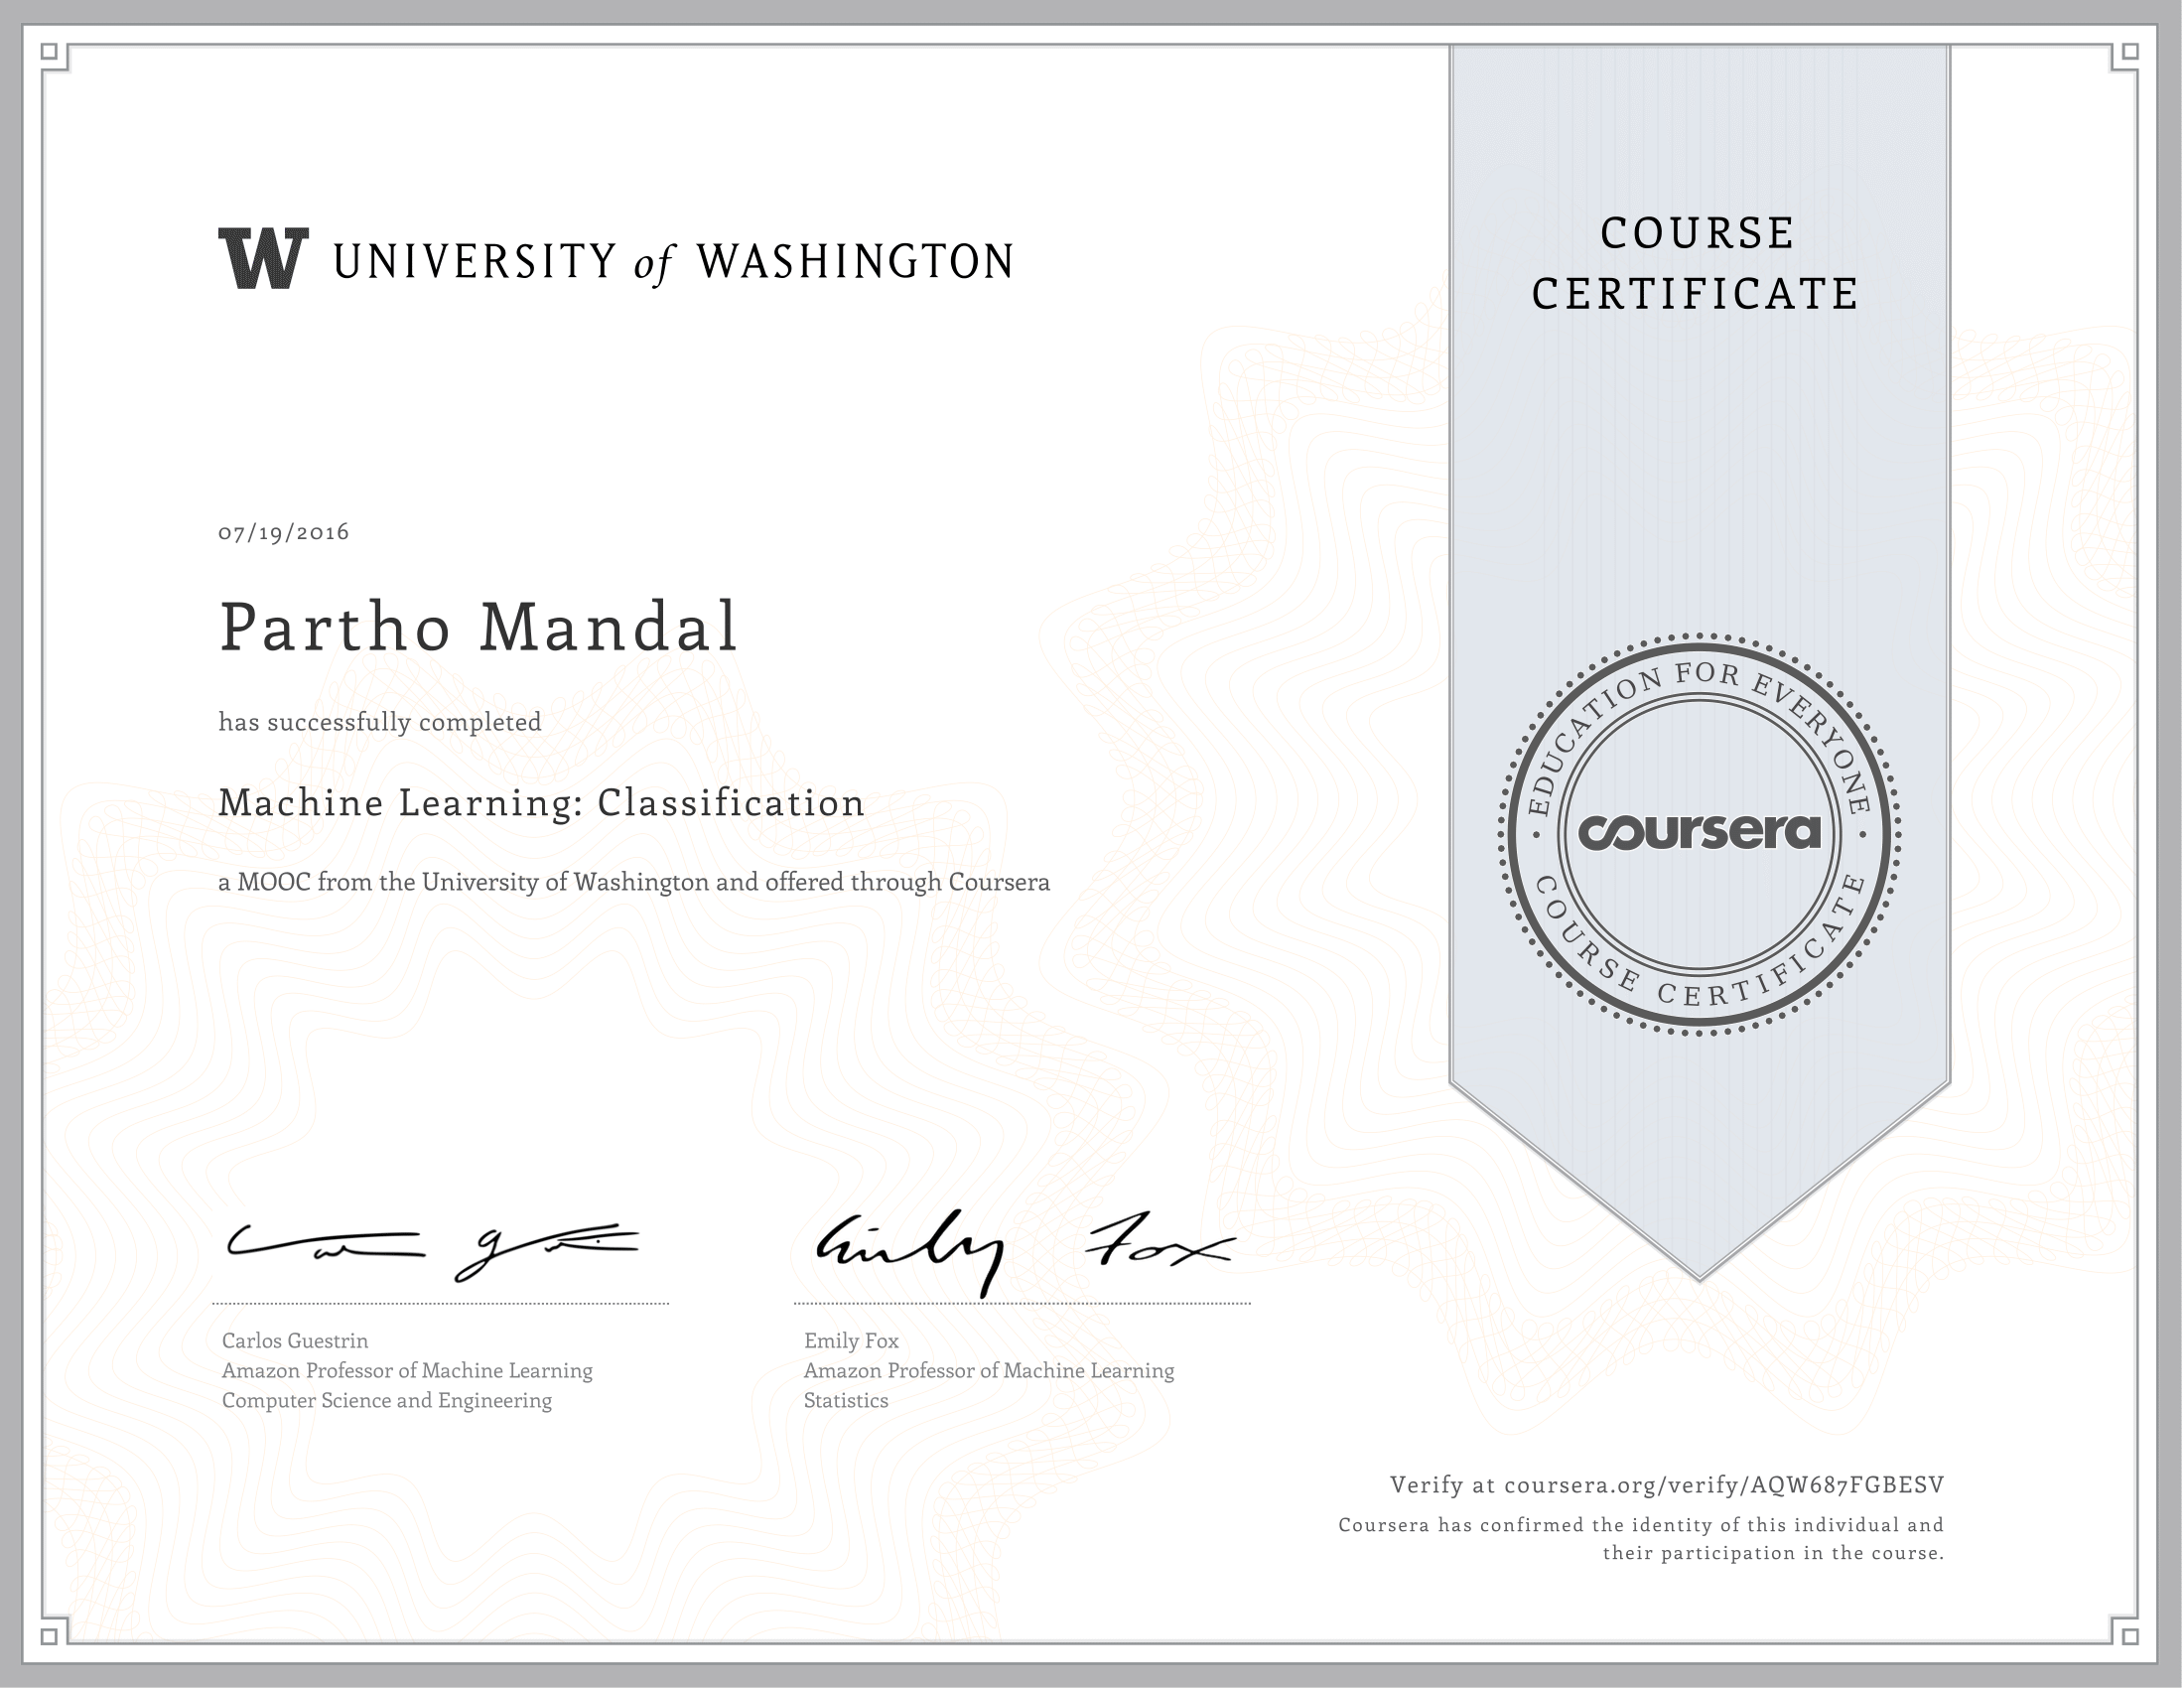 W UNIVERSITY of WASHINGTON
COURSE
CERTIFICATE
07/19/2016
Partho Mandal
has successfully completed
Machine Learning: Classification
a MOOC from the University of Washington and offered through Coursera
EDUCATION FOR EVERYONE
coursera
COURSE CERTIFICATE
Emily Fox
Carlos Guestrin
Amazon Professor of Machine Learning
Computer Science and Engineering
Emily Fox
Amazon Professor of Machine Learning
Statistics
Verify at coursera.org/verify/AQW687FGBESV
Coursera has confirmed the identity of this individual and
their participation in the course.